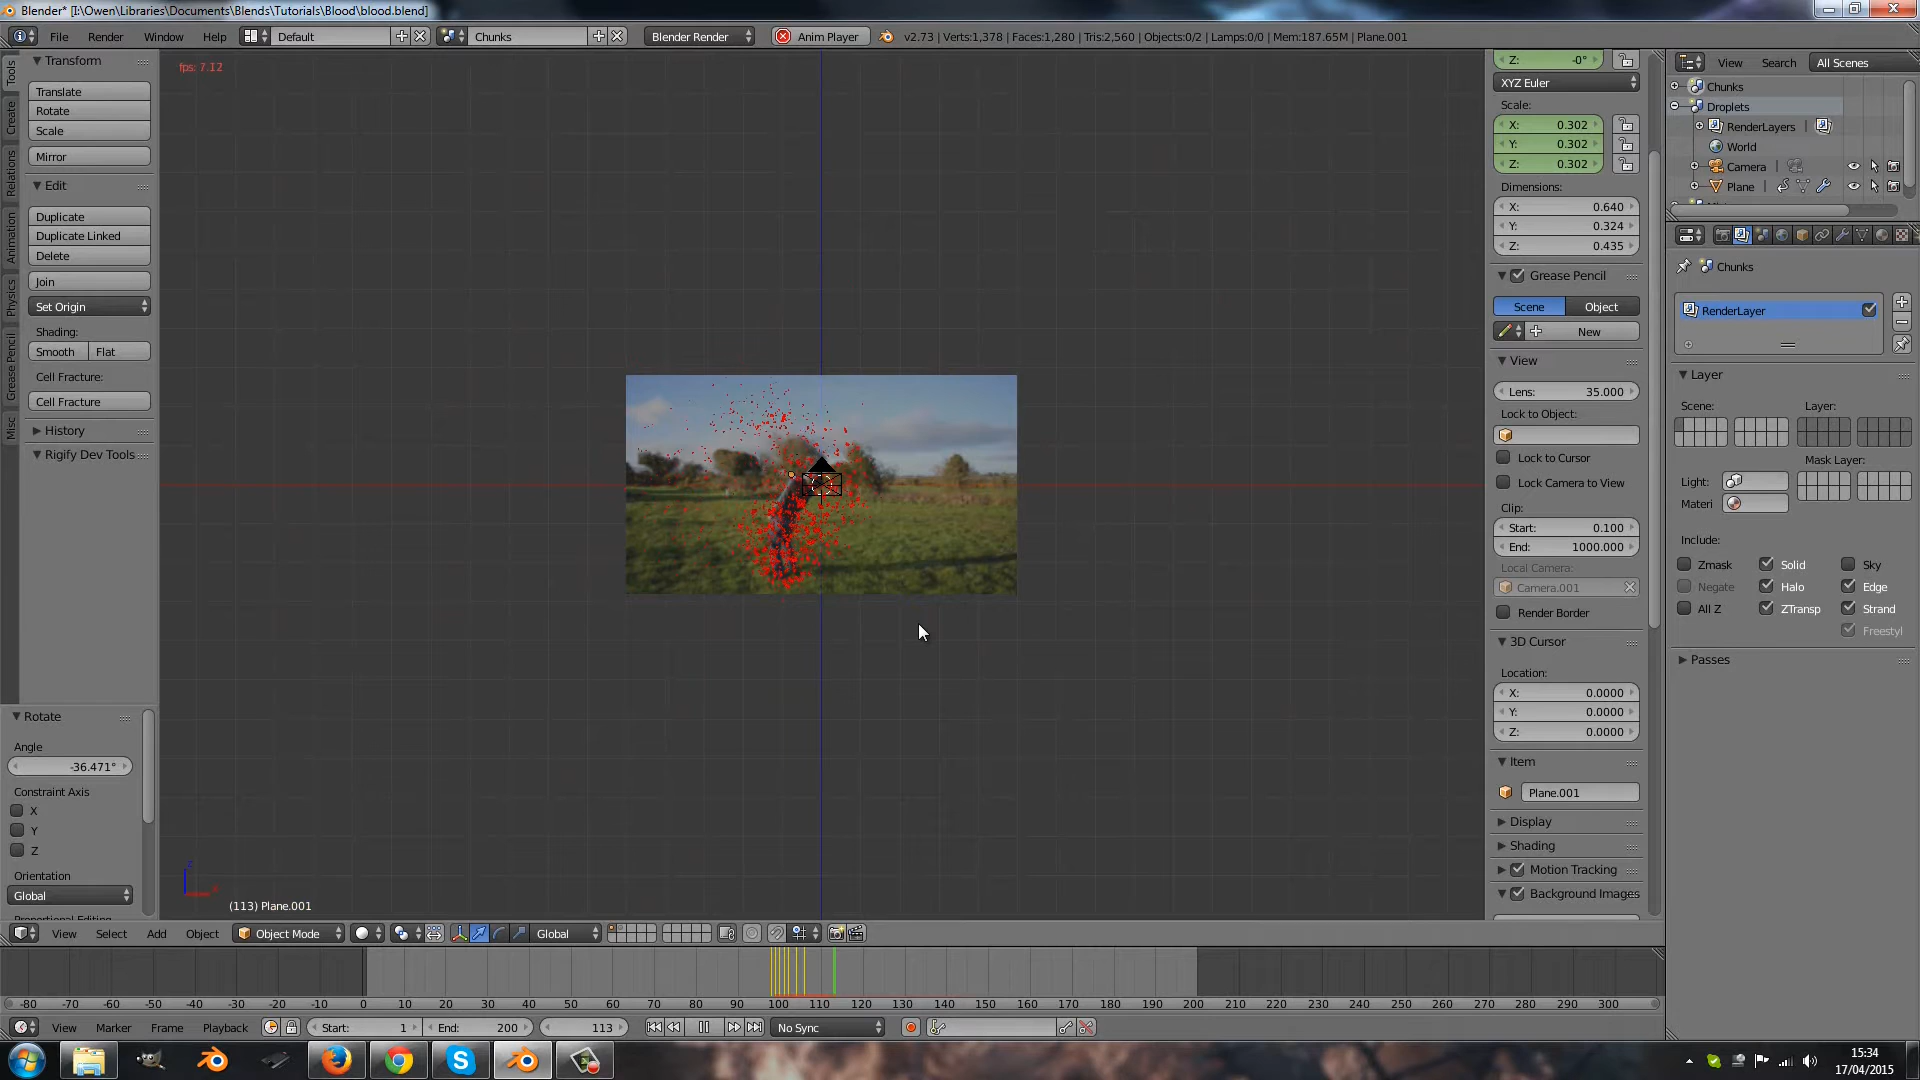 Blender* [I:\Owen\Libraries\Documents\Blends\Tutorials\Blood\blood.blend]
File Render Window Help Default Chunks Blender Render Anim Player v2.73 | Verts:1,378 | Faces:1,280 | Tris:2,560 | Objects:0/2 | Lamps:0/0 | Mem:187.65M | Plane.001
fps: 7.12
Tools
Create
Relations
Animation
Physics
Grease Pencil
Misc
Transform
Translate
Rotate
Scale
Mirror
Edit
Duplicate
Duplicate Linked
Delete
Join
Set Origin
Shading:
Smooth Flat
Cell Fracture:
Cell Fracture
History
Rigify Dev Tools
Rotate
Angle
-36.471°
Constraint Axis
X
Y
Z
Orientation
Global
Proportional Editing
(113) Plane.001
Z: -0°
XYZ Euler
Scale:
X: 0.302
Y: 0.302
Z: 0.302
Dimensions:
X: 0.640
Y: 0.324
Z: 0.435
Grease Pencil
Scene Object
New
View
Lens: 35.000
Lock to Object:
Lock to Cursor
Lock Camera to View
Clip:
Start: 0.100
End: 1000.000
Local Camera:
Camera.001
Render Border
3D Cursor
Location:
X: 0.0000
Y: 0.0000
Z: 0.0000
Item
Plane.001
Display
Shading
Motion Tracking
Background Images
View Search All Scenes
Chunks
Droplets
RenderLayers |
World
Camera |
Plane |
Chunks
RenderLayer
Layer
Scene: Layer:
Mask Layer:
Light:
Materi
Include:
Zmask Solid Sky
Negate Halo Edge
All Z ZTransp Strand
Freestyl
Passes
View Select Add Object Object Mode Global
-80 -70 -60 -50 -40 -30 -20 -10 0 10 20 30 40 50 60 70 80 90 100 110 120 130 140 150 160 170 180 190 200 210 220 230 240 250 260 270 280 290 300
View Marker Frame Playback Start: 1 End: 200 113 No Sync
15:34
17/04/2015